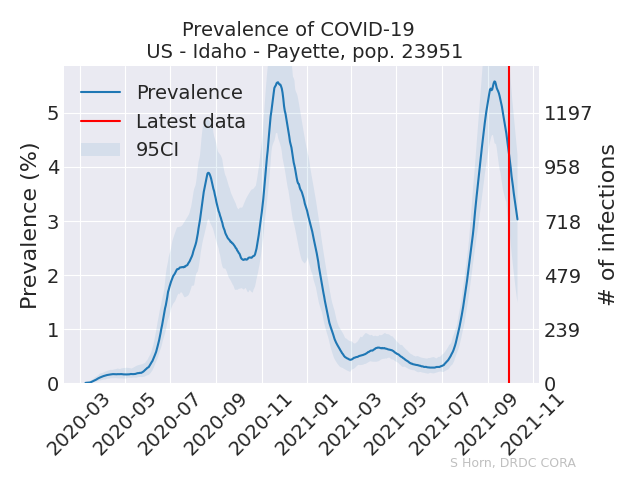 Prevalence of COVID-19
US - Idaho - Payette, pop. 23951
Prevalence
Latest data
95CI
Prevalence (%)
5
4
3
2
1
0
1197
958
718
479
239
0
# of infections
2020-03
2020-05
2020-07
2020-09
2020-11
2021-01
2021-03
2021-05
2021-07
2021-09
2021-11
S Horn, DRDC CORA